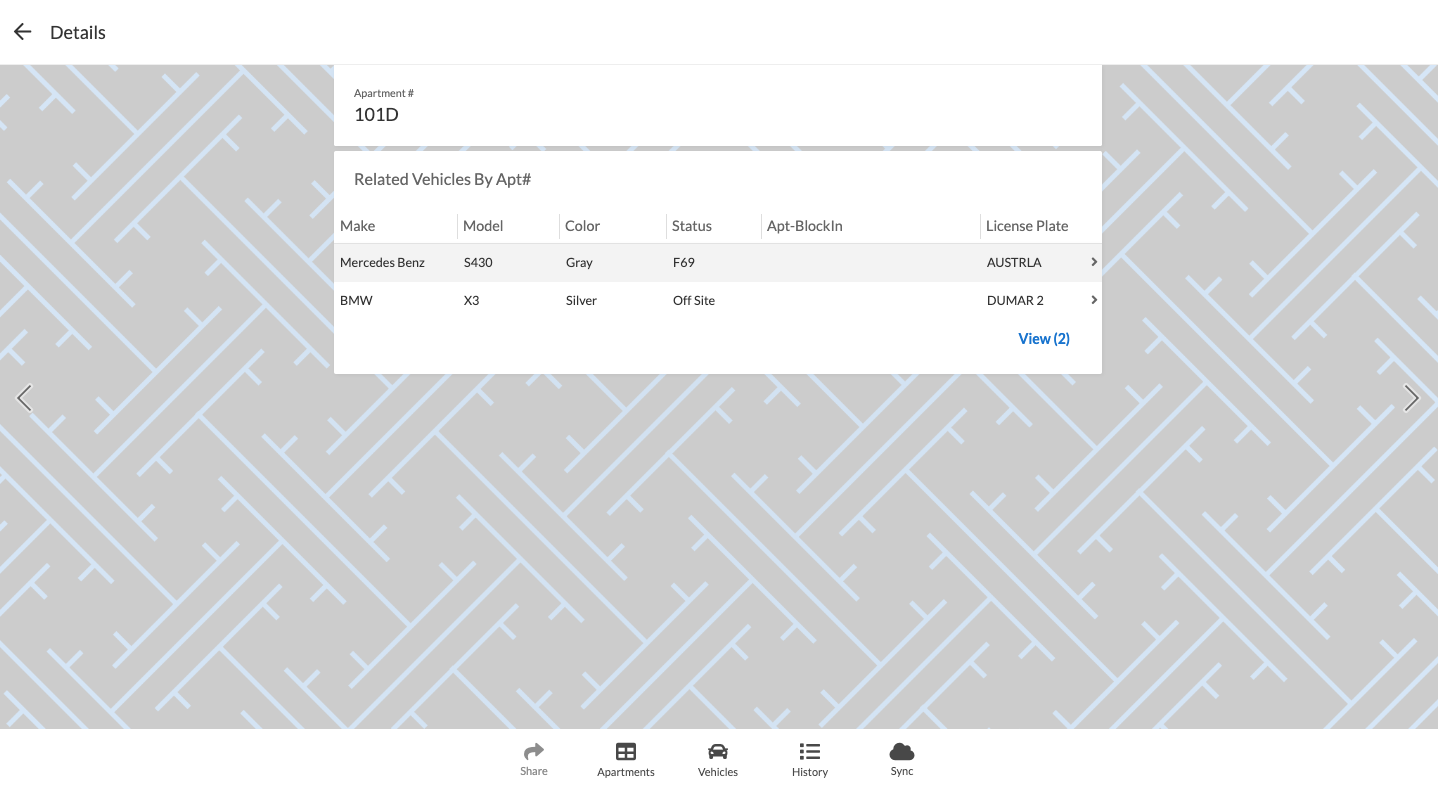 Details
Apartment #
101D
Related Vehicles By Apt#
Make Model Color Status Apt-BlockIn License Plate
Mercedes Benz S430 Gray F69 AUSTRLA
BMW X3 Silver Off Site DUMAR 2
View (2)
Share Apartments Vehicles History Sync